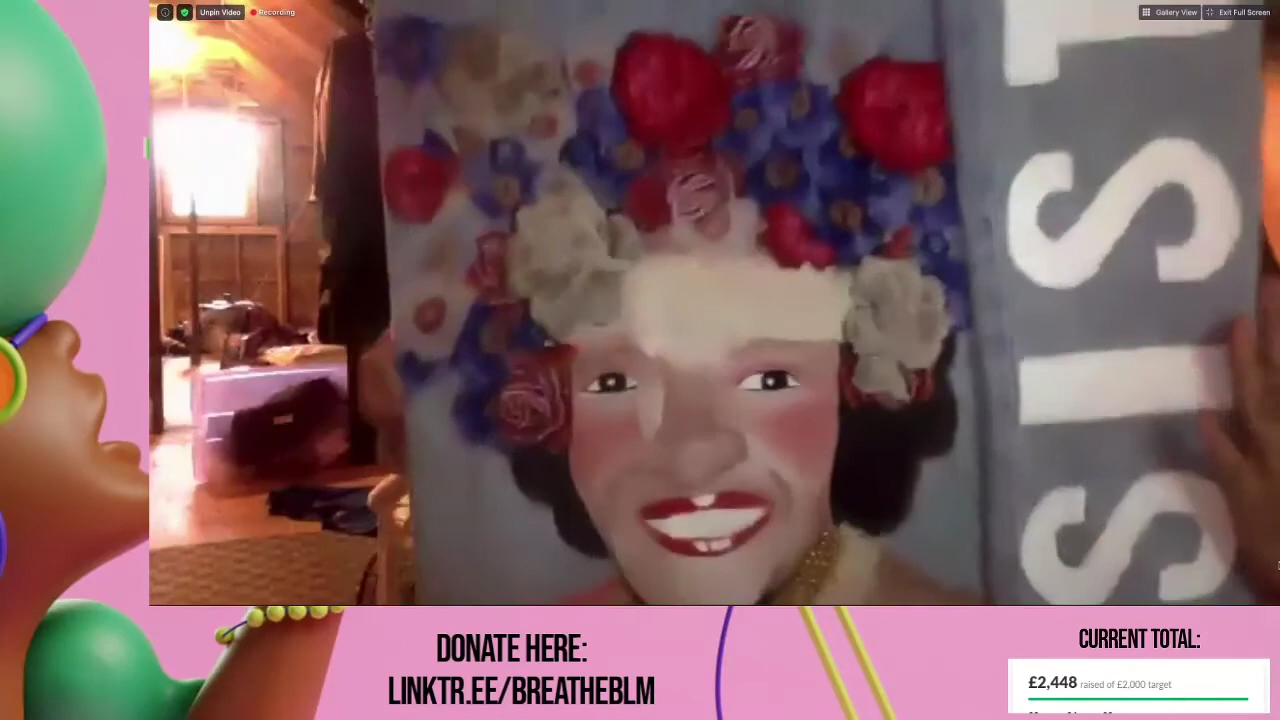 Unpin Video
Recording
Gallery View
Exit Full Screen
SIST
DONATE HERE:
LINKTR.EE/BREATHEBLM
CURRENT TOTAL:
£2,448 raised of £2,000 target